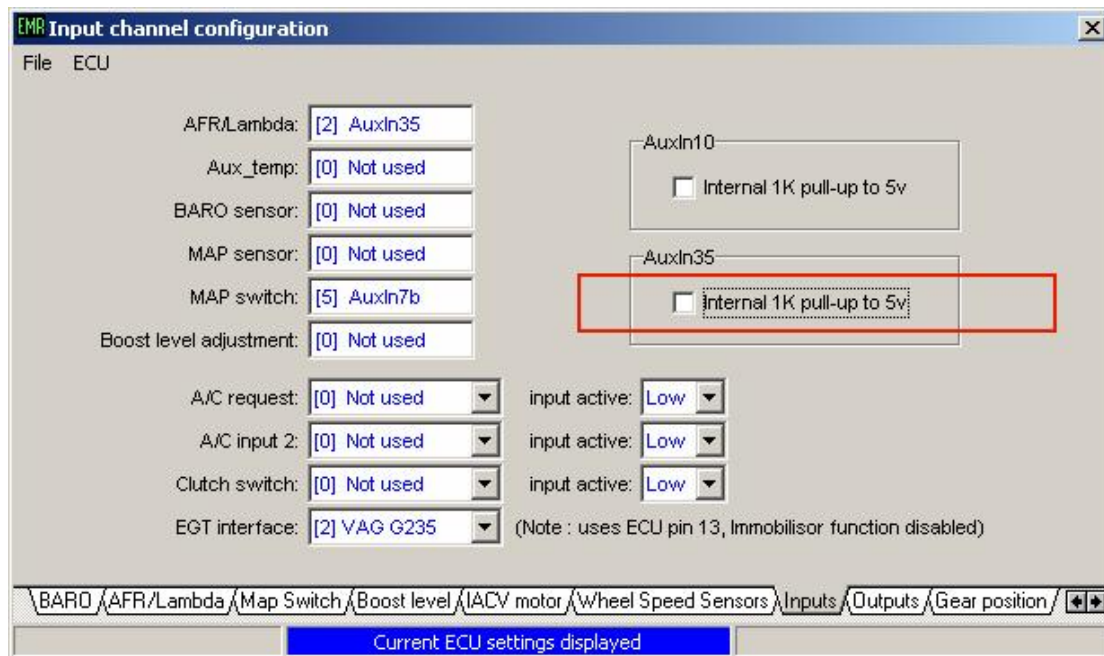 EMR Input channel configuration
File ECU
AFR/Lambda: [2] AuxIn35
Aux_temp: [0] Not used
BARO sensor: [0] Not used
MAP sensor: [0] Not used
MAP switch: [5] AuxIn7b
Boost level adjustment: [0] Not used
AuxIn10
Internal 1K pull-up to 5v
AuxIn35
Internal 1K pull-up to 5v
A/C request: [0] Not used input active: Low
A/C input 2: [0] Not used input active: Low
Clutch switch: [0] Not used input active: Low
EGT interface: [2] VAG G235 (Note : uses ECU pin 13, Immobilisor function disabled)
BARO AFR/Lambda Map Switch Boost level IACV motor Wheel Speed Sensors Inputs Outputs Gear position
Current ECU settings displayed